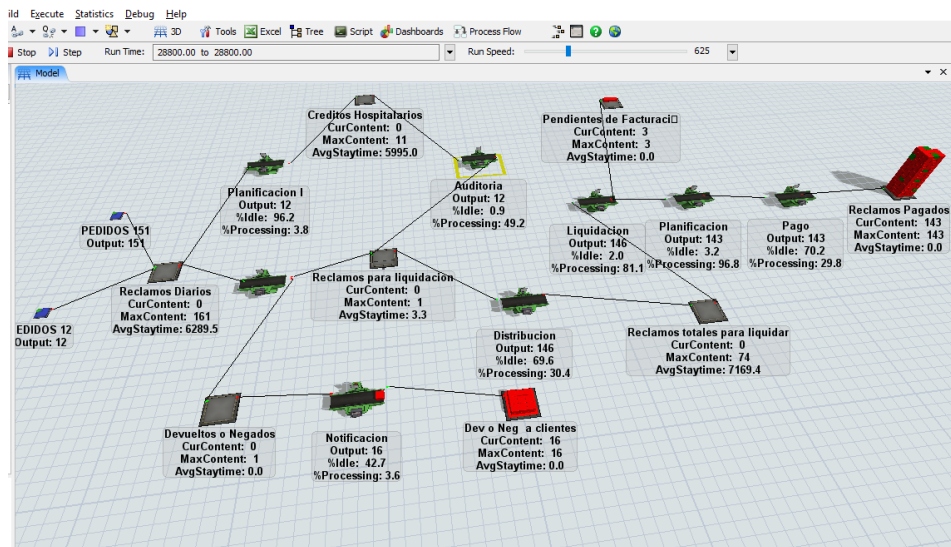 ild Execute Statistics Debug Help
3D Tools Excel Tree Script Dashboards Process Flow
Stop Step Run Time: 28800.00 to 28800.00 Run Speed: 625
Model
Creditos Hospitalarios
CurContent: 0
MaxContent: 11
AvgStaytime: 5995.0
Pendientes de Facturaci
CurContent: 3
MaxContent: 3
AvgStaytime: 0.0
Planificacion I
Output: 12
%Idle: 96.2
%Processing: 3.8
Auditoria
Output: 12
%Idle: 0.9
%Processing: 49.2
Liquidacion
Output: 146
%Idle: 2.0
%Processing: 81.1
Planificacion
Output: 143
%Idle: 3.2
%Processing: 96.8
Pago
Output: 143
%Idle: 70.2
%Processing: 29.8
Reclamos Pagados
CurContent: 143
MaxContent: 143
AvgStaytime: 0.0
PEDIDOS 151
Output: 151
EDIDOS 12
Output: 12
Reclamos Diarios
CurContent: 0
MaxContent: 161
AvgStaytime: 6289.5
Reclamos para liquidacion
CurContent: 0
MaxContent: 1
AvgStaytime: 3.3
Distribucion
Output: 146
%Idle: 69.6
%Processing: 30.4
Reclamos totales para liquidar
CurContent: 0
MaxContent: 74
AvgStaytime: 7169.4
Devueltos o Negados
CurContent: 0
MaxContent: 1
AvgStaytime: 0.0
Notificacion
Output: 16
%Idle: 42.7
%Processing: 3.6
Dev o Neg a clientes
CurContent: 16
MaxContent: 16
AvgStaytime: 0.0